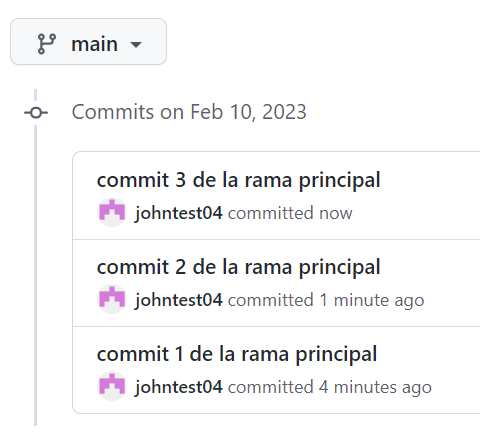 main
Commits on Feb 10, 2023
commit 3 de la rama principal
johntest04 committed now
commit 2 de la rama principal
johntest04 committed 1 minute ago
commit 1 de la rama principal
johntest04 committed 4 minutes ago